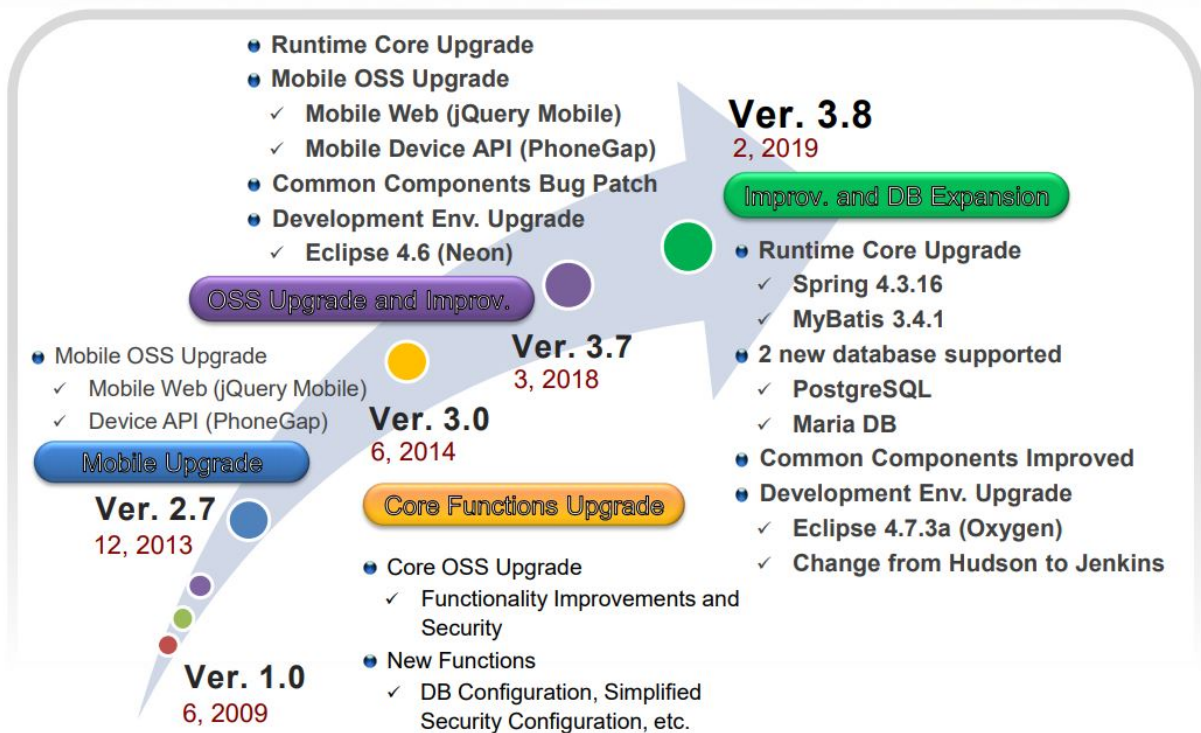 Runtime Core Upgrade
Mobile OSS Upgrade
✓ Mobile Web (jQuery Mobile)
✓ Mobile Device API (PhoneGap)
Common Components Bug Patch
Development Env. Upgrade
✓ Eclipse 4.6 (Neon)
OSS Upgrade and Improv.
Ver. 3.7
3, 2018
Ver. 3.8
2, 2019
Improv. and DB Expansion
Runtime Core Upgrade
✓ Spring 4.3.16
✓ MyBatis 3.4.1
2 new database supported
✓ PostgreSQL
✓ Maria DB
Common Components Improved
Development Env. Upgrade
✓ Eclipse 4.7.3a (Oxygen)
✓ Change from Hudson to Jenkins
Mobile OSS Upgrade
✓ Mobile Web (jQuery Mobile)
✓ Device API (PhoneGap)
Mobile Upgrade
Ver. 2.7
12, 2013
Ver. 3.0
6, 2014
Core Functions Upgrade
Core OSS Upgrade
✓ Functionality Improvements and
Security
New Functions
✓ DB Configuration, Simplified
Security Configuration, etc.
Ver. 1.0
6, 2009